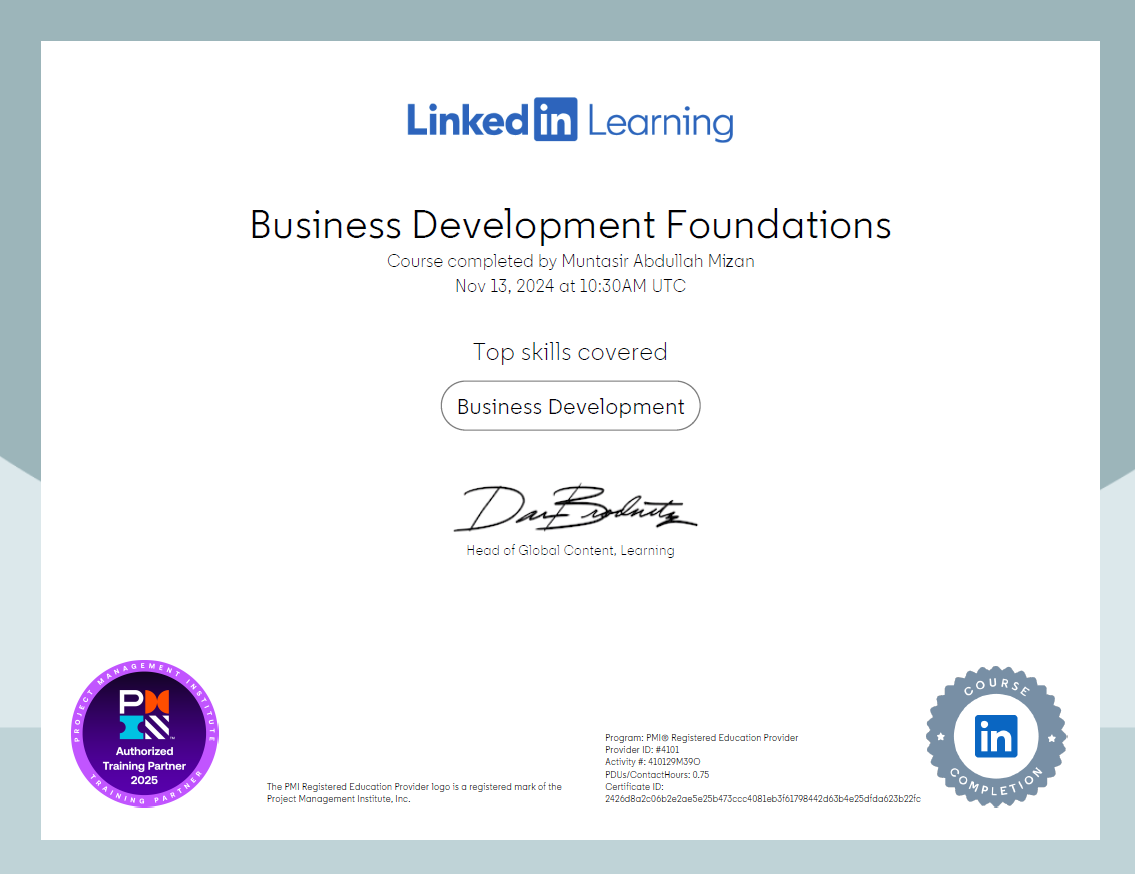 Linked in Learning
Business Development Foundations
Course completed by Muntasir Abdullah Mizan
Nov 13, 2024 at 10:30AM UTC
Top skills covered
Business Development
Dan Brodnitz
Head of Global Content, Learning
PROJECT MANAGEMENT INSTITUTE
PMI
Authorized
Training Partner
2025
TRAINING PARTNER
The PMI Registered Education Provider logo is a registered mark of the
Project Management Institute, Inc.
Program: PMI® Registered Education Provider
Provider ID: #4101
Activity #: 410129M39O
PDUs/ContactHours: 0.75
Certificate ID:
2426d8a2c06b2e2ae5e25b473ccc4081eb3f61798442d63b4e25dfda623b22fc
COURSE
in
COMPLETION